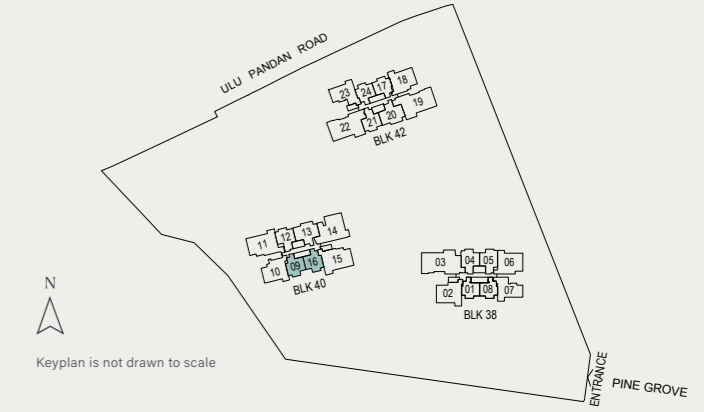 ULU PANDAN ROAD
23 24 17 18
22 21 20 19
BLK 42
11 12 13 14
10 09 16 15
BLK 40
03 04 05 06
02 01 08 07
BLK 38
N
Keyplan is not drawn to scale
ENTRANCE
PINE GROVE